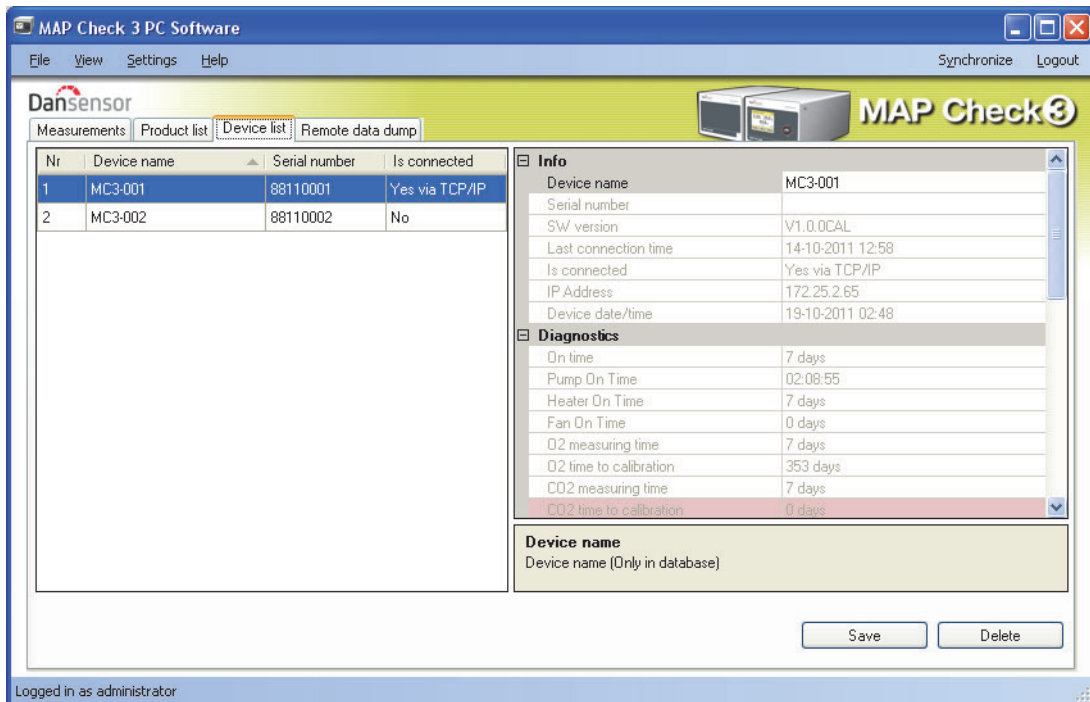 MAP Check 3 PC Software
File View Settings Help Synchronize Logout
Dansensor
MAP Check 3
Measurements Product list Device list Remote data dump
Nr Device name Serial number Is connected
1 MC3-001 88110001 Yes via TCP/IP
2 MC3-002 88110002 No
Info
Device name MC3-001
Serial number
SW version V1.0.0CAL
Last connection time 14-10-2011 12:58
Is connected Yes via TCP/IP
IP Address 172.25.2.65
Device date/time 19-10-2011 02:48
Diagnostics
On time 7 days
Pump On Time 02:08:55
Heater On Time 7 days
Fan On Time 0 days
O2 measuring time 7 days
O2 time to calibration 353 days
CO2 measuring time 7 days
CO2 time to calibration 0 days
Device name
Device name (Only in database)
Save Delete
Logged in as administrator